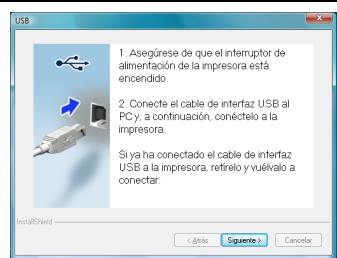 USB
1. Asegúrese de que el interruptor de
alimentación de la impresora está
encendido.
2. Conecte el cable de interfaz USB al
PC y, a continuación, conéctelo a la
impresora.
Si ya ha conectado el cable de interfaz
USB a la impresora, retírelo y vuélvalo a
conectar.
InstallShield
< Atrás
Siguiente >
Cancelar